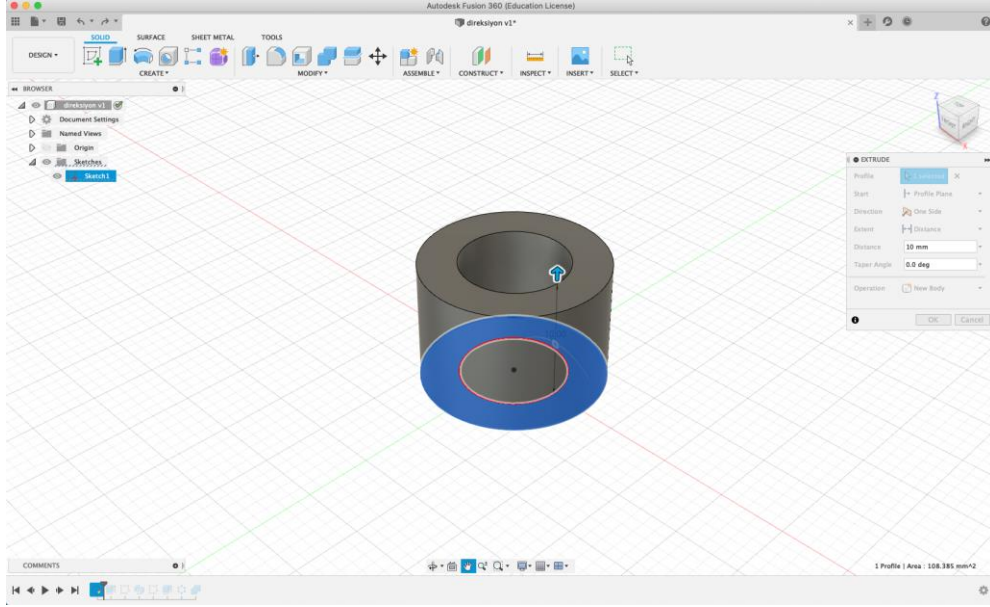 Autodesk Fusion 360 (Education License)
direksiyon v1*
DESIGN
SOLID SURFACE SHEET METAL TOOLS
CREATE MODIFY ASSEMBLE CONSTRUCT INSPECT INSERT SELECT
BROWSER
direksiyon v1
Document Settings
Named Views
Origin
Sketches
Sketch1
Z
TOP
FRONT RIGHT
X
EXTRUDE
Profile 1 selected
Start Profile Plane
Direction One Side
Extent Distance
Distance 10 mm
Taper Angle 0.0 deg
Operation New Body
OK Cancel
COMMENTS
1 Profile | Area : 108.385 mm^2